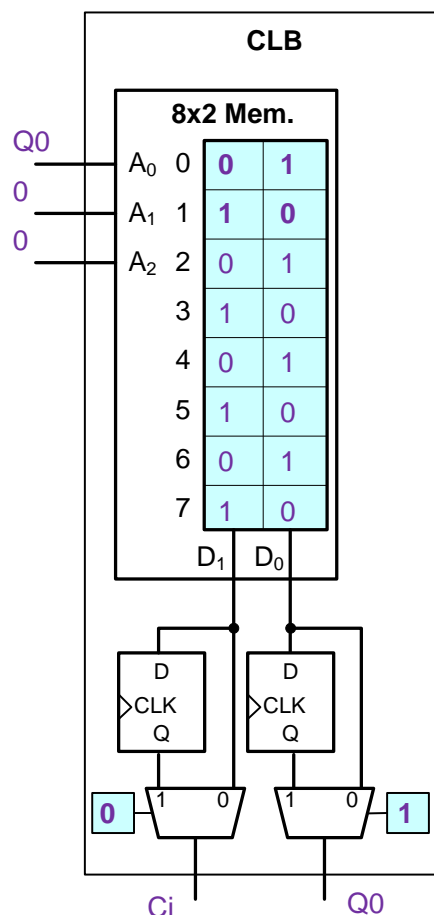 CLB
8x2 Mem.
Q0 A0 0 0 1
0 A1 1 1 0
0 A2 2 0 1
3 1 0
4 0 1
5 1 0
6 0 1
7 1 0
D1 D0
D D
CLK CLK
Q Q
0 1 0 1 0 1
Ci Q0